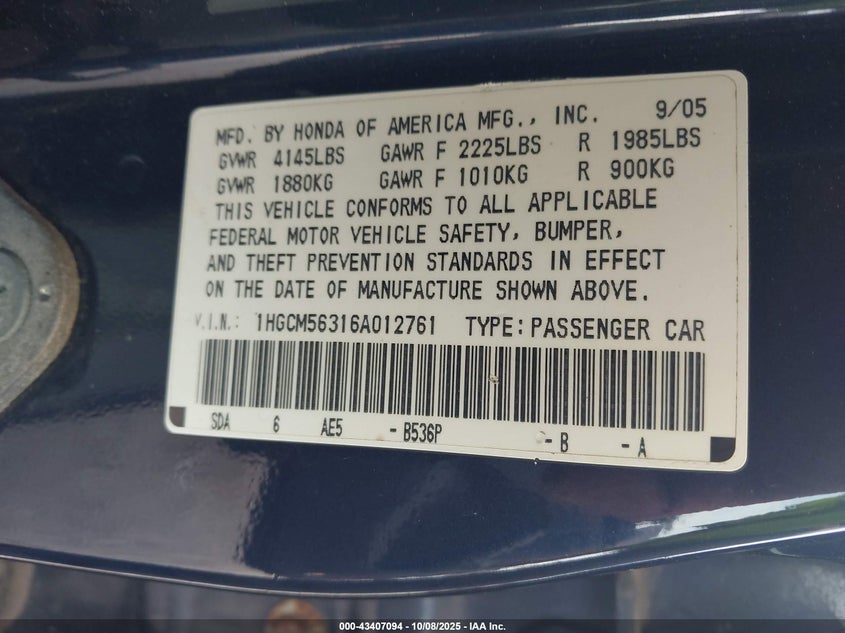 MFD. BY HONDA OF AMERICA MFG., INC. 9/05
GVWR 4145LBS GAWR F 2225LBS R 1985LBS
GVWR 1880KG GAWR F 1010KG R 900KG
THIS VEHICLE CONFORMS TO ALL APPLICABLE
FEDERAL MOTOR VEHICLE SAFETY, BUMPER,
AND THEFT PREVENTION STANDARDS IN EFFECT
ON THE DATE OF MANUFACTURE SHOWN ABOVE.
V.I.N.: 1HGCM56316A012761 TYPE: PASSENGER CAR
SDA 6 AE5 - B536P - B - A
000-43407094 - 10/08/2025 - IAA Inc.